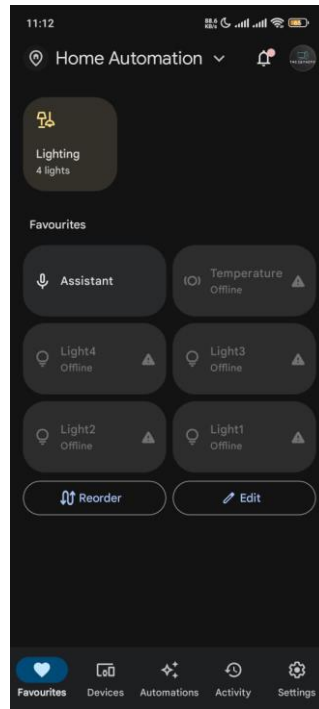 11:12
Home Automation
Lighting
4 lights
Favourites
Assistant
Temperature
Offline
Light4
Offline
Light3
Offline
Light2
Offline
Light1
Offline
Reorder
Edit
Favourites
Devices
Automations
Activity
Settings